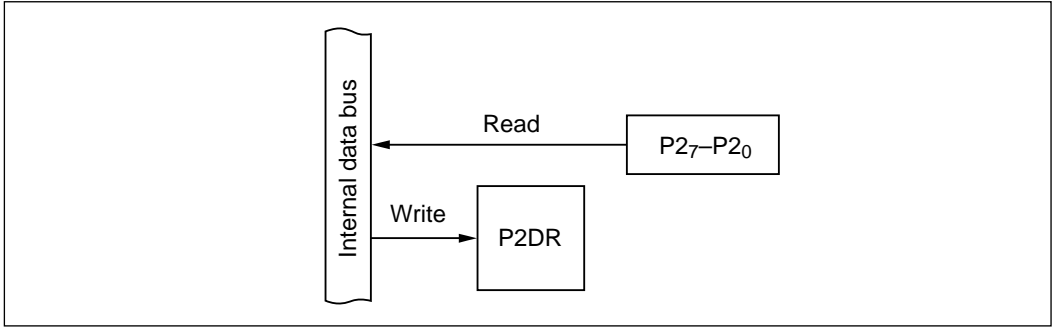 Internal data bus
Read
P2₇–P2₀
Write
P2DR